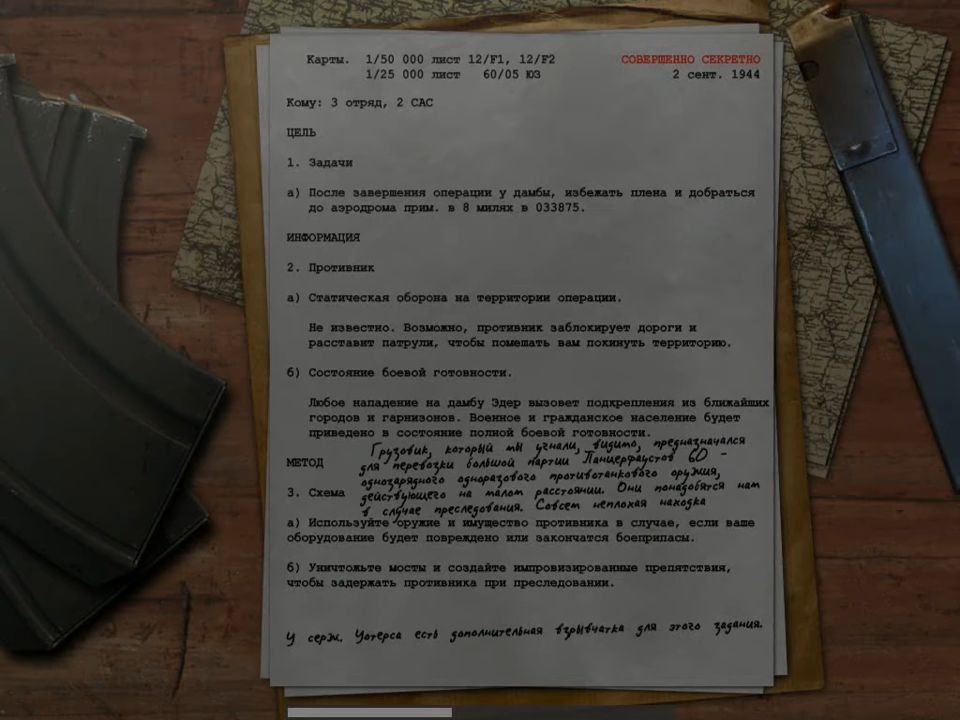 Карты. 1/50 000 лист 12/F1, 12/F2 СОВЕРШЕННО СЕКРЕТНО
1/25 000 лист 60/05 ЮЗ 2 сент. 1944
Кому: 3 отряд, 2 САС
ЦЕЛЬ
1. Задачи
а) После завершения операции у дамбы, избежать плена и добраться
до аэродрома прим. в 8 милях в 033875.
ИНФОРМАЦИЯ
2. Противник
а) Статическая оборона на территории операции.
Не известно. Возможно, противник заблокирует дороги и
расставит патрули, чтобы помешать вам покинуть территорию.
б) Состояние боевой готовности.
Любое нападение на дамбу Эдер вызовет подкрепления из ближайших
городов и гарнизонов. Военное и гражданское население будет
приведено в состояние полной боевой готовности.
Грузовик, который мы угнали, видимо, предназначался
для перевозки большой партии Панцерфаустов 60 -
однозарядного одноразового противотанкового оружия,
действующего на малом расстоянии. Они понадобятся нам
в случае преследования. Совсем неплохая находка
МЕТОД
3. Схема
а) Используйте оружие и имущество противника в случае, если ваше
оборудование будет повреждено или закончатся боеприпасы.
б) Уничтожьте мосты и создайте импровизированные препятствия,
чтобы задержать противника при преследовании.
У серж. Уотерса есть дополнительная взрывчатка для этого задания.